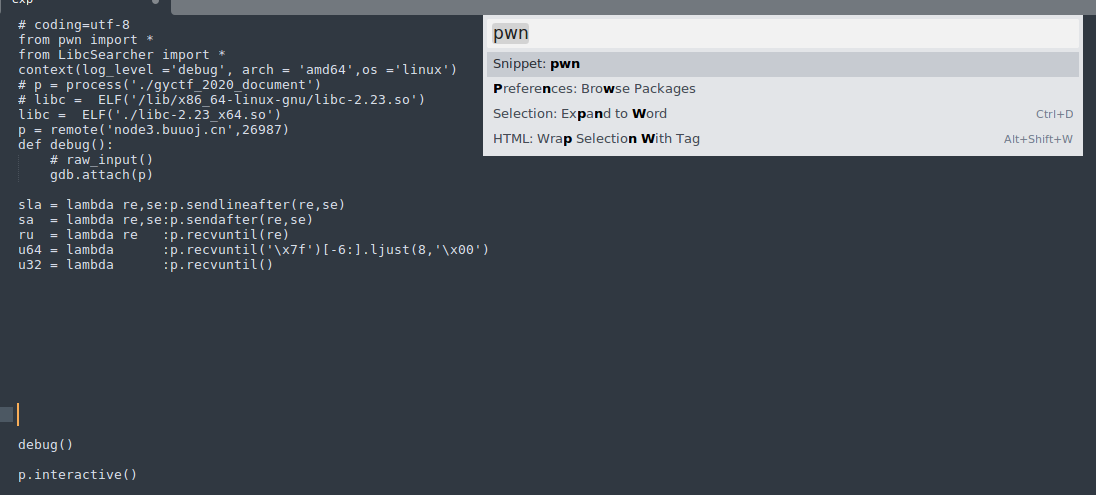 exp
# coding=utf-8
from pwn import *
from LibcSearcher import *
context(log_level ='debug', arch = 'amd64',os ='linux')
# p = process('./gyctf_2020_document')
# libc =  ELF('/lib/x86_64-linux-gnu/libc-2.23.so')
libc =  ELF('./libc-2.23_x64.so')
p = remote('node3.buuoj.cn',26987)
def debug():
    # raw_input()
    gdb.attach(p)
sla = lambda re,se:p.sendlineafter(re,se)
sa  = lambda re,se:p.sendafter(re,se)
ru  = lambda re   :p.recvuntil(re)
u64 = lambda      :p.recvuntil('\x7f')[-6:].ljust(8,'\x00')
u32 = lambda      :p.recvuntil()
debug()
p.interactive()
pwn
Snippet: pwn
Preferences: Browse Packages
Selection: Expand to Word Ctrl+D
HTML: Wrap Selection With Tag Alt+Shift+W